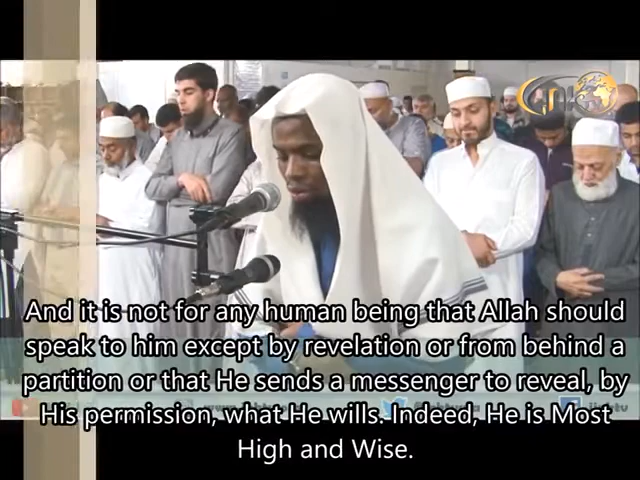 And it is not for any human being that Allah should
speak to him except by revelation or from behind a
partition or that He sends a messenger to reveal, by
His permission, what He wills. Indeed, He is Most
High and Wise.